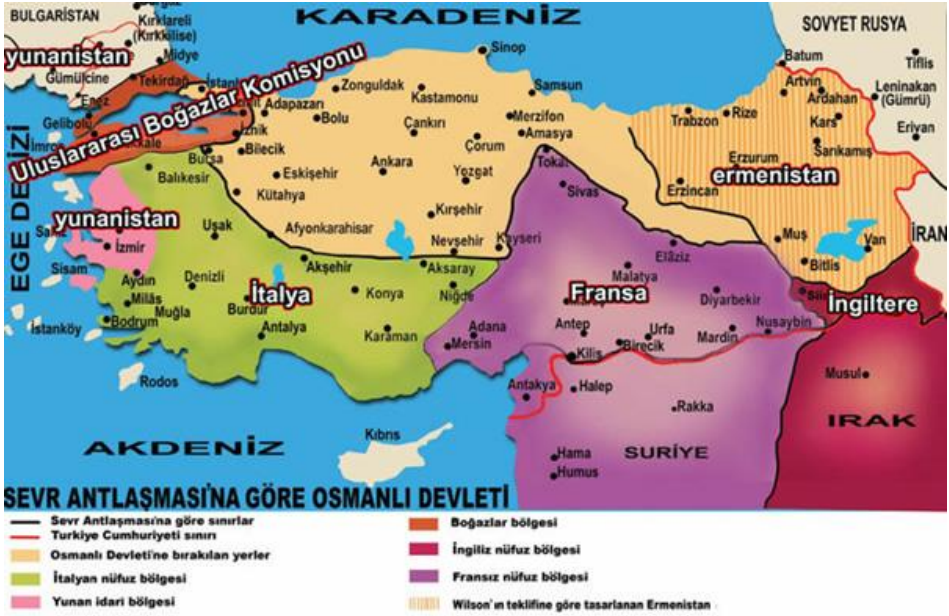 BULGARİSTAN
KARADENİZ
SOVYET RUSYA
Kırklareli
(Kırkkilise)
yunanistan
Midye
Gümülcine
Tekirdağ
Enez
Gelibolu
Uluslararası Boğazlar Komisyonu
Adapazarı
İznik
Bilecik
Bursa
Balıkesir
Zonguldak
Bolu
Kastamonu
Çankırı
Sinop
Samsun
Merzifon
Amasya
Çorum
Tokat
Ankara
Yozgat
Eskişehir
Kütahya
Kırşehir
Afyonkarahisar
Nevşehir
Kayseri
Sivas
Batum
Artvin
Ardahan
Tiflis
Leninakan
(Gümrü)
Kars
Erivan
Trabzon
Rize
Sarıkamış
Erzurum
ermenistan
Erzincan
Muş
Van
Bitlis
İRAN
EGE DENİZİ
yunanistan
İzmir
Sisam
Aydın
Milâs
Muğla
Bodrum
İstanköy
Rodos
Uşak
Denizli
Burdur
İtalya
Antalya
Akşehir
Konya
Karaman
Aksaray
Niğde
Elâziz
Malatya
Fransa
Diyarbekir
Adana
Mersin
Antep
Urfa
Birecik
Mardin
Nusaybin
Kilis
İngiltere
Antakya
Halep
Rakka
Musul
IRAK
Hama
Humus
SURİYE
Kıbrıs
AKDENİZ
SEVR ANTLAŞMASI'NA GÖRE OSMANLI DEVLETİ
Sevr Antlaşması'na göre sınırlar
Turkiye Cumhuriyeti sınırı
Osmanlı Devleti'ne bırakılan yerler
İtalyan nüfuz bölgesi
Yunan idari bölgesi
Boğazlar bölgesi
İngiliz nüfuz bölgesi
Fransız nüfuz bölgesi
Wilson'ın teklifine göre tasarlanan Ermenistan